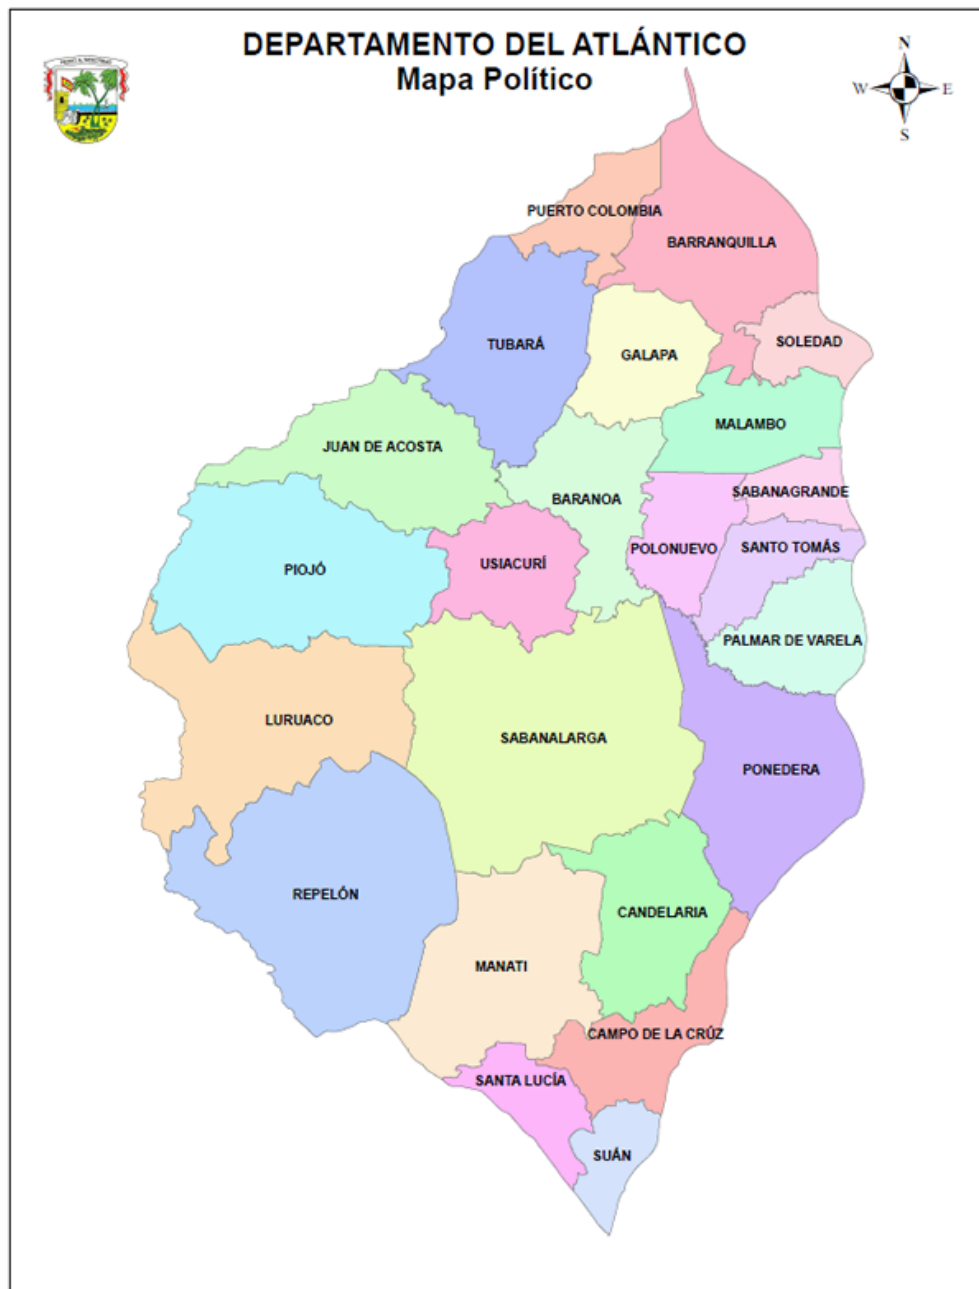 DEPARTAMENTO DEL ATLÁNTICO
Mapa Político
N
W
E
S
PUERTO COLOMBIA
BARRANQUILLA
TUBARÁ
GALAPA
SOLEDAD
JUAN DE ACOSTA
MALAMBO
BARANOA
SABANAGRANDE
PIOJÓ
USIACURÍ
POLONUEVO
SANTO TOMÁS
PALMAR DE VARELA
LURUACO
SABANALARGA
PONEDERA
REPELÓN
CANDELARIA
MANATI
CAMPO DE LA CRÚZ
SANTA LUCÍA
SUÁN